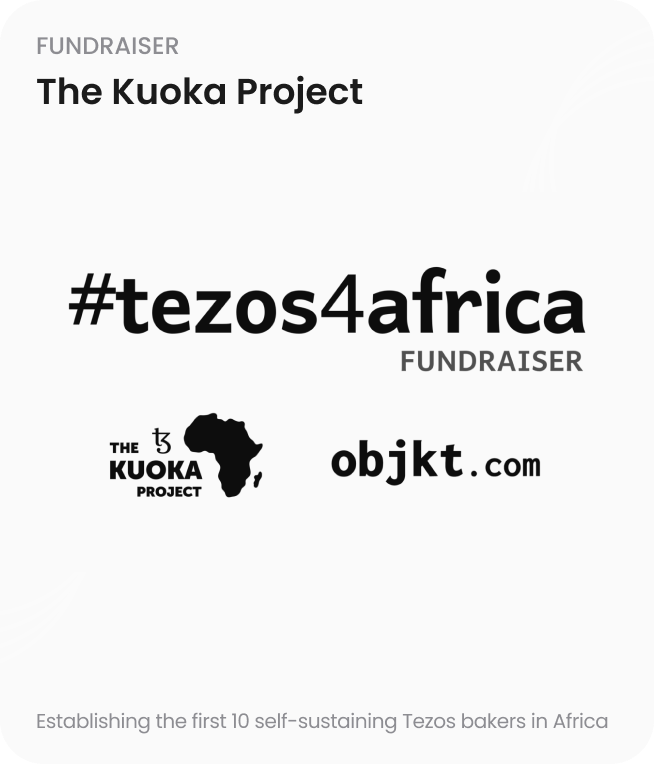 FUNDRAISER
The Kuoka Project
#tezos4africa
FUNDRAISER
THE ꜩ
KUOKA
PROJECT
objkt.com
Establishing the first 10 self-sustaining Tezos bakers in Africa